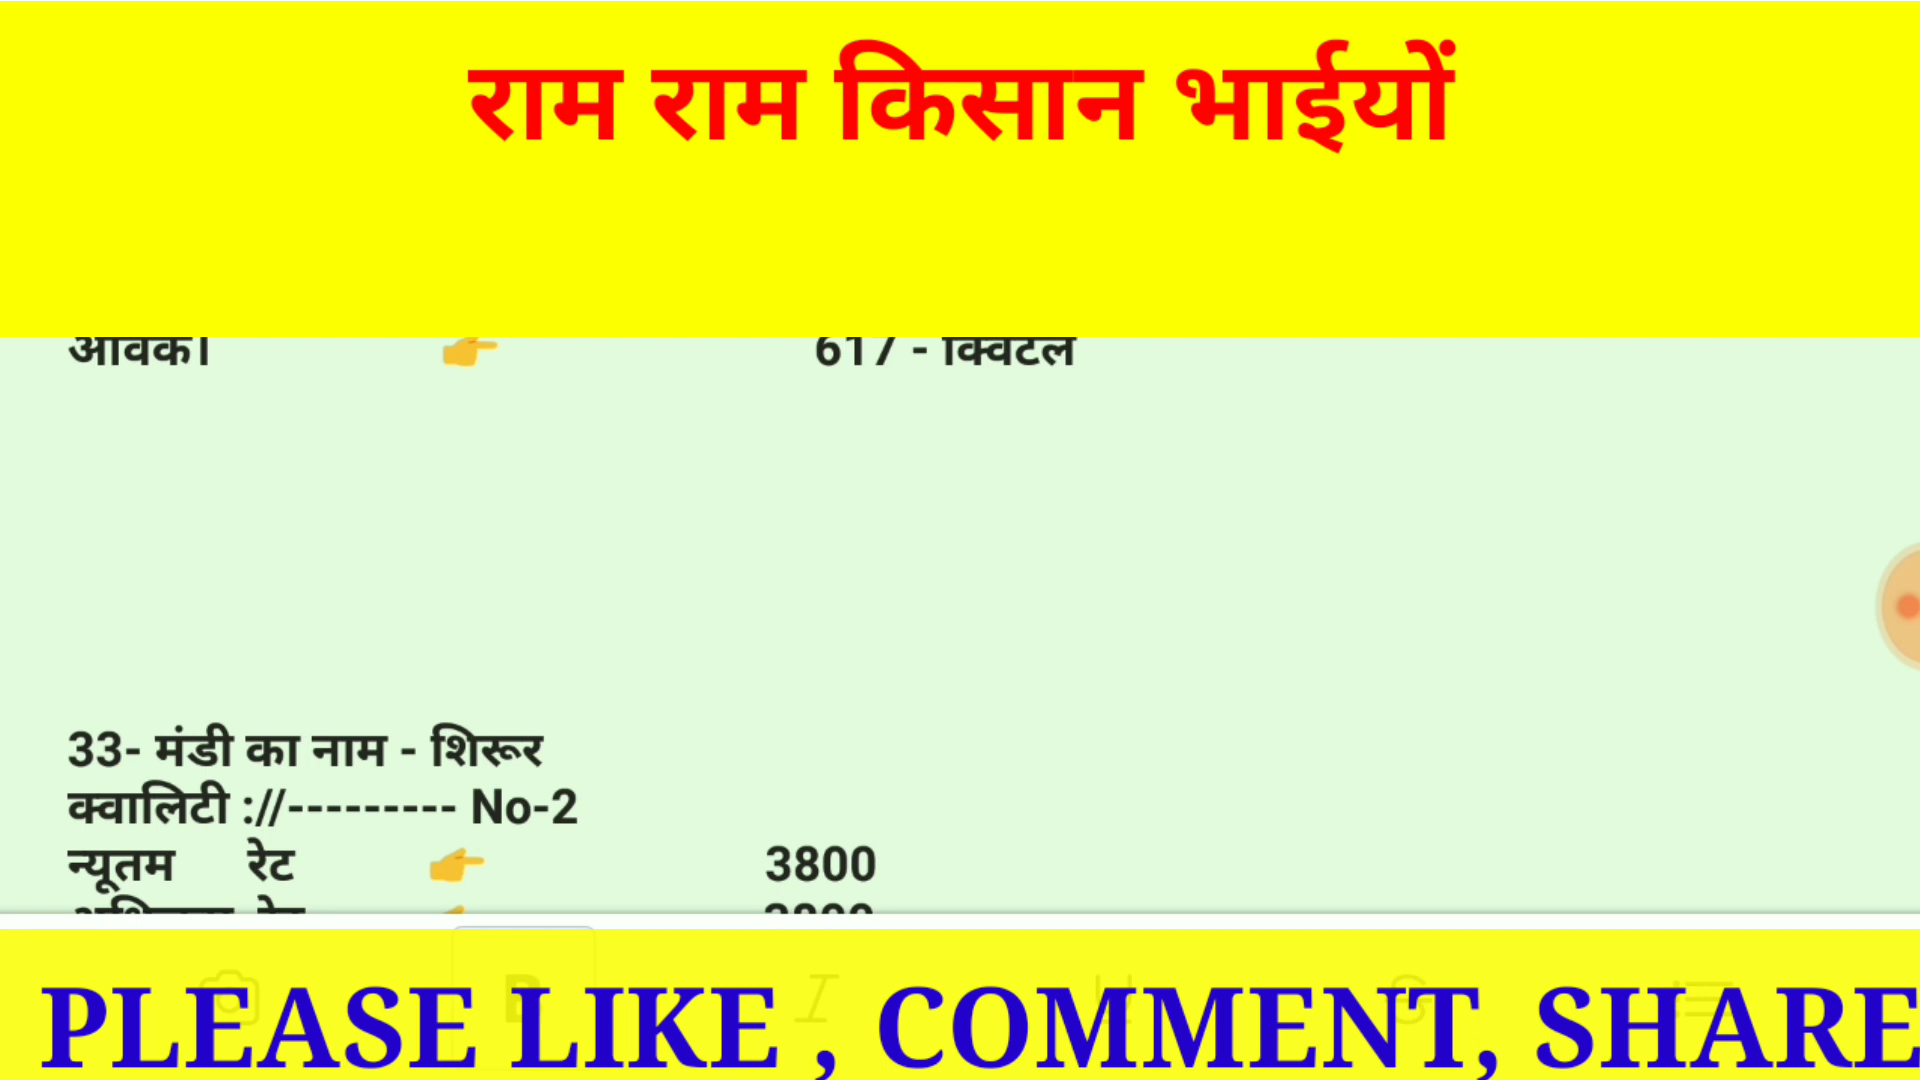 राम राम किसान भाईयों
आवक। 👉 617 - क्विंटल
33- मंडी का नाम - शिरूर
क्वालिटी ://--------- No-2
न्यूतम रेट 👉 3800
रेट 👉
PLEASE LIKE , COMMENT, SHARE